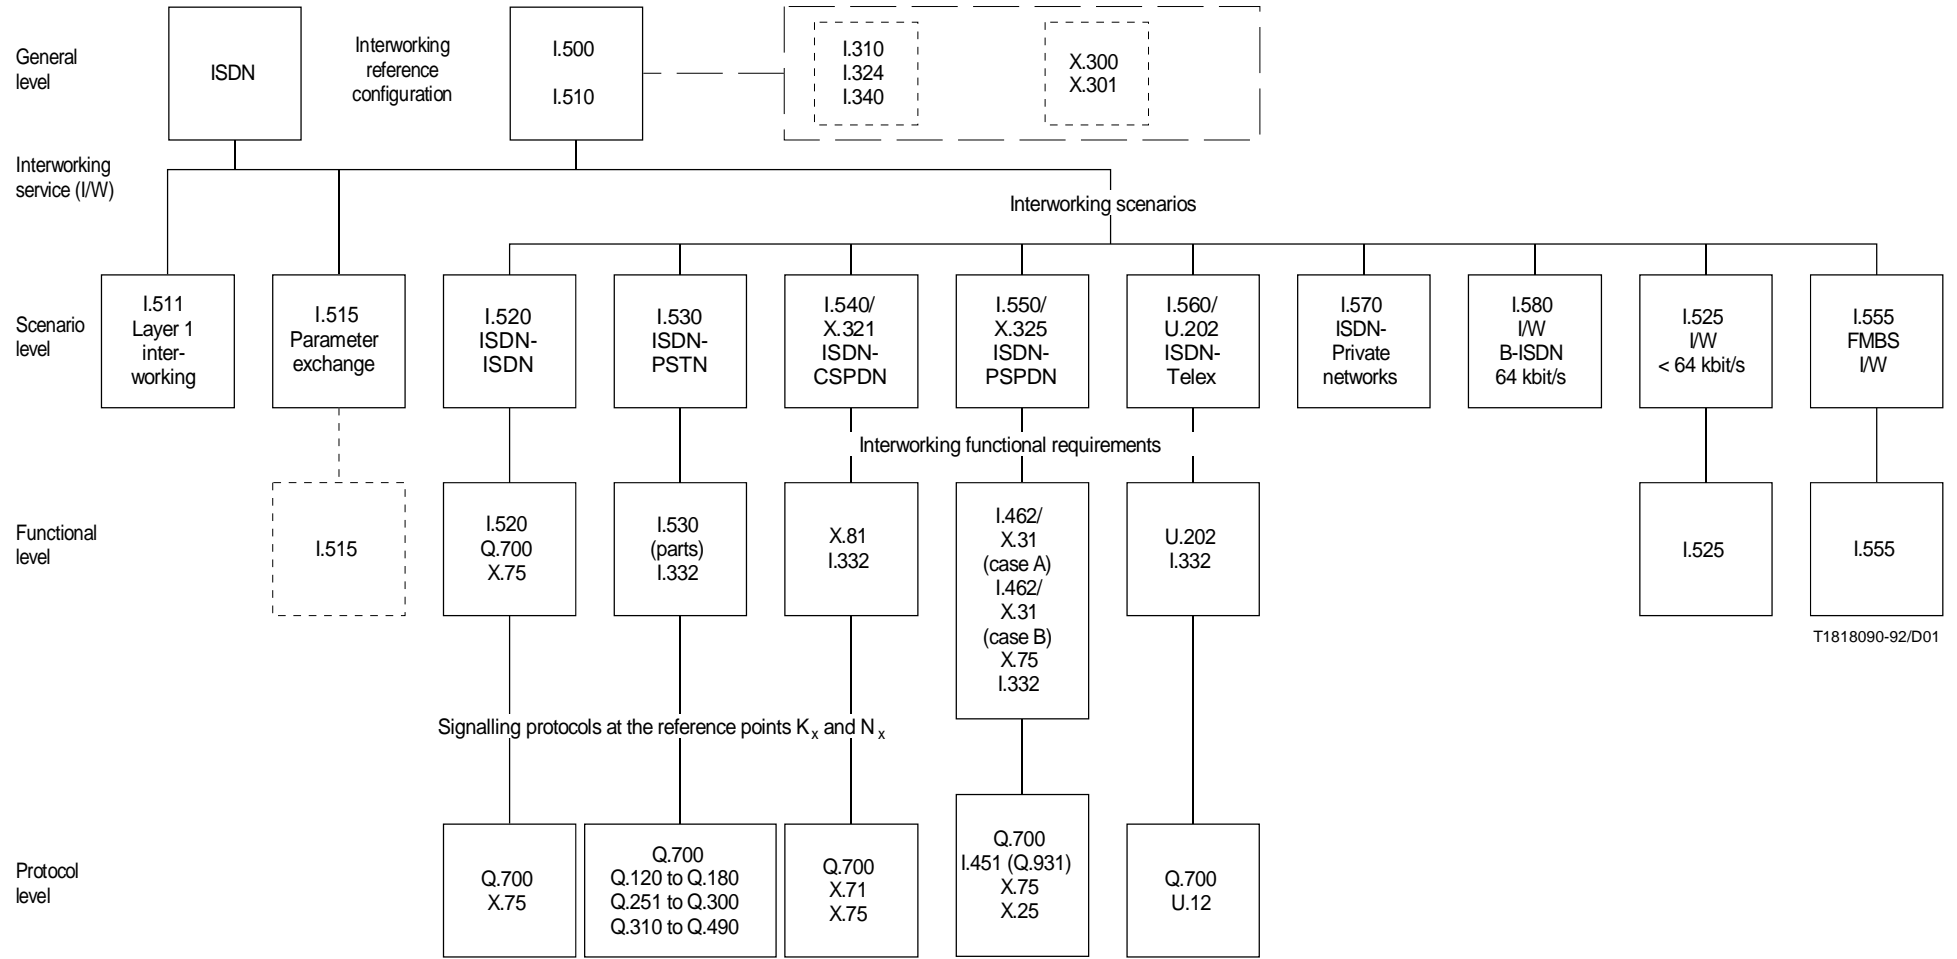 General
level
ISDN
Interworking
reference
configuration
I.500
I.510
I.310
I.324
I.340
X.300
X.301
Interworking
service (I/W)
Interworking scenarios
Scenario
level
I.511
Layer 1
inter-
working
I.515
Parameter
exchange
I.520
ISDN-
ISDN
I.530
ISDN-
PSTN
I.540/
X.321
ISDN-
CSPDN
I.550/
X.325
ISDN-
PSPDN
I.560/
U.202
ISDN-
Telex
I.570
ISDN-
Private
networks
I.580
I/W
B-ISDN
64 kbit/s
I.525
I/W
< 64 kbit/s
I.555
FMBS
I/W
Interworking functional requirements
Functional
level
I.515
I.520
Q.700
X.75
I.530
(parts)
I.332
X.81
I.332
I.462/
X.31
(case A)
I.462/
X.31
(case B)
X.75
I.332
U.202
I.332
I.525
I.555
T1818090-92/D01
Signalling protocols at the reference points K x and N x
Protocol
level
Q.700
X.75
Q.700
Q.120 to Q.180
Q.251 to Q.300
Q.310 to Q.490
Q.700
X.71
X.75
Q.700
I.451 (Q.931)
X.75
X.25
Q.700
U.12